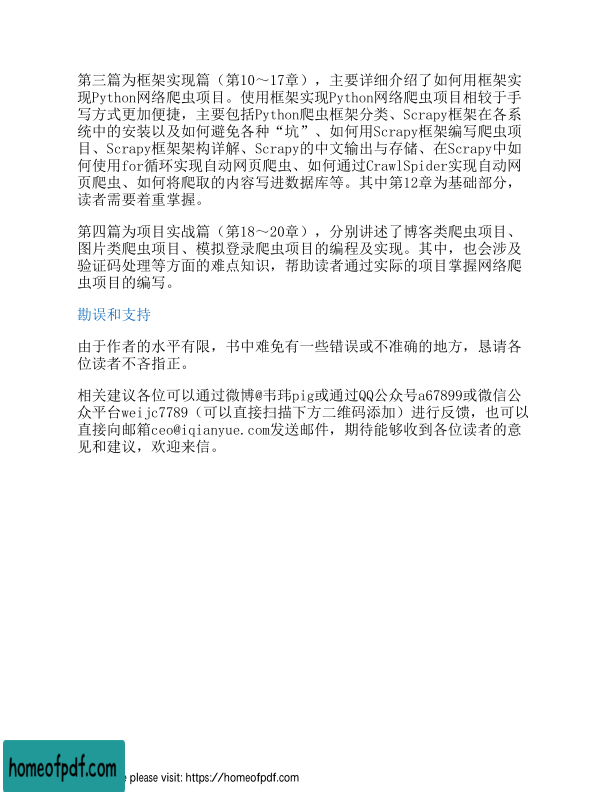 第三篇为框架实现篇（第10～17章），主要详细介绍了如何用框架实
现Python网络爬虫项目。使用框架实现Python网络爬虫项目相较于手
写方式更加便捷，主要包括Python爬虫框架分类、Scrapy框架在各系
统中的安装以及如何避免各种“坑”、如何用Scrapy框架编写爬虫项
目、Scrapy框架架构详解、Scrapy的中文输出与存储、在Scrapy中如
何使用for循环实现自动网页爬虫、如何通过CrawlSpider实现自动网
页爬虫、如何将爬取的内容写进数据库等。其中第12章为基础部分，
读者需要着重掌握。
第四篇为项目实战篇（第18～20章），分别讲述了博客类爬虫项目、
图片类爬虫项目、模拟登录爬虫项目的编程及实现。其中，也会涉及
验证码处理等方面的难点知识，帮助读者通过实际的项目掌握网络爬
虫项目的编写。
勘误和支持
由于作者的水平有限，书中难免有一些错误或不准确的地方，恳请各
位读者不吝指正。
相关建议各位可以通过微博@韦玮pig或通过QQ公众号a67899或微信公
众平台weijc7789（可以直接扫描下方二维码添加）进行反馈，也可以
直接向邮箱ceo@iqianyue.com发送邮件，期待能够收到各位读者的意
见和建议，欢迎来信。
homeofpdf.com
please visit: https://homeofpdf.com